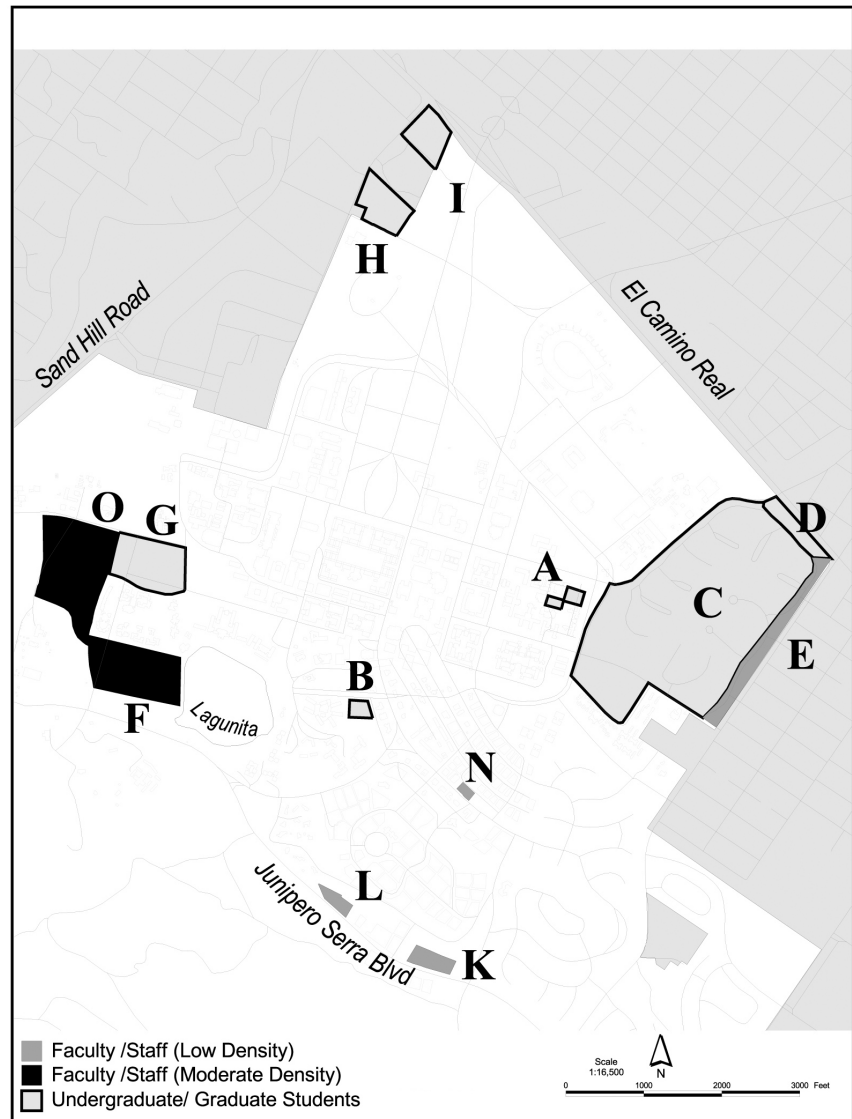 I
H
Sand Hill Road
El Camino Real
O
G
D
A
C
E
B
F
Lagunita
N
L
Junipero Serra Blvd
K
Faculty /Staff (Low Density)
Faculty /Staff (Moderate Density)
Undergraduate/ Graduate Students
Scale
1:16,500
N
0 1000 2000 3000 Feet